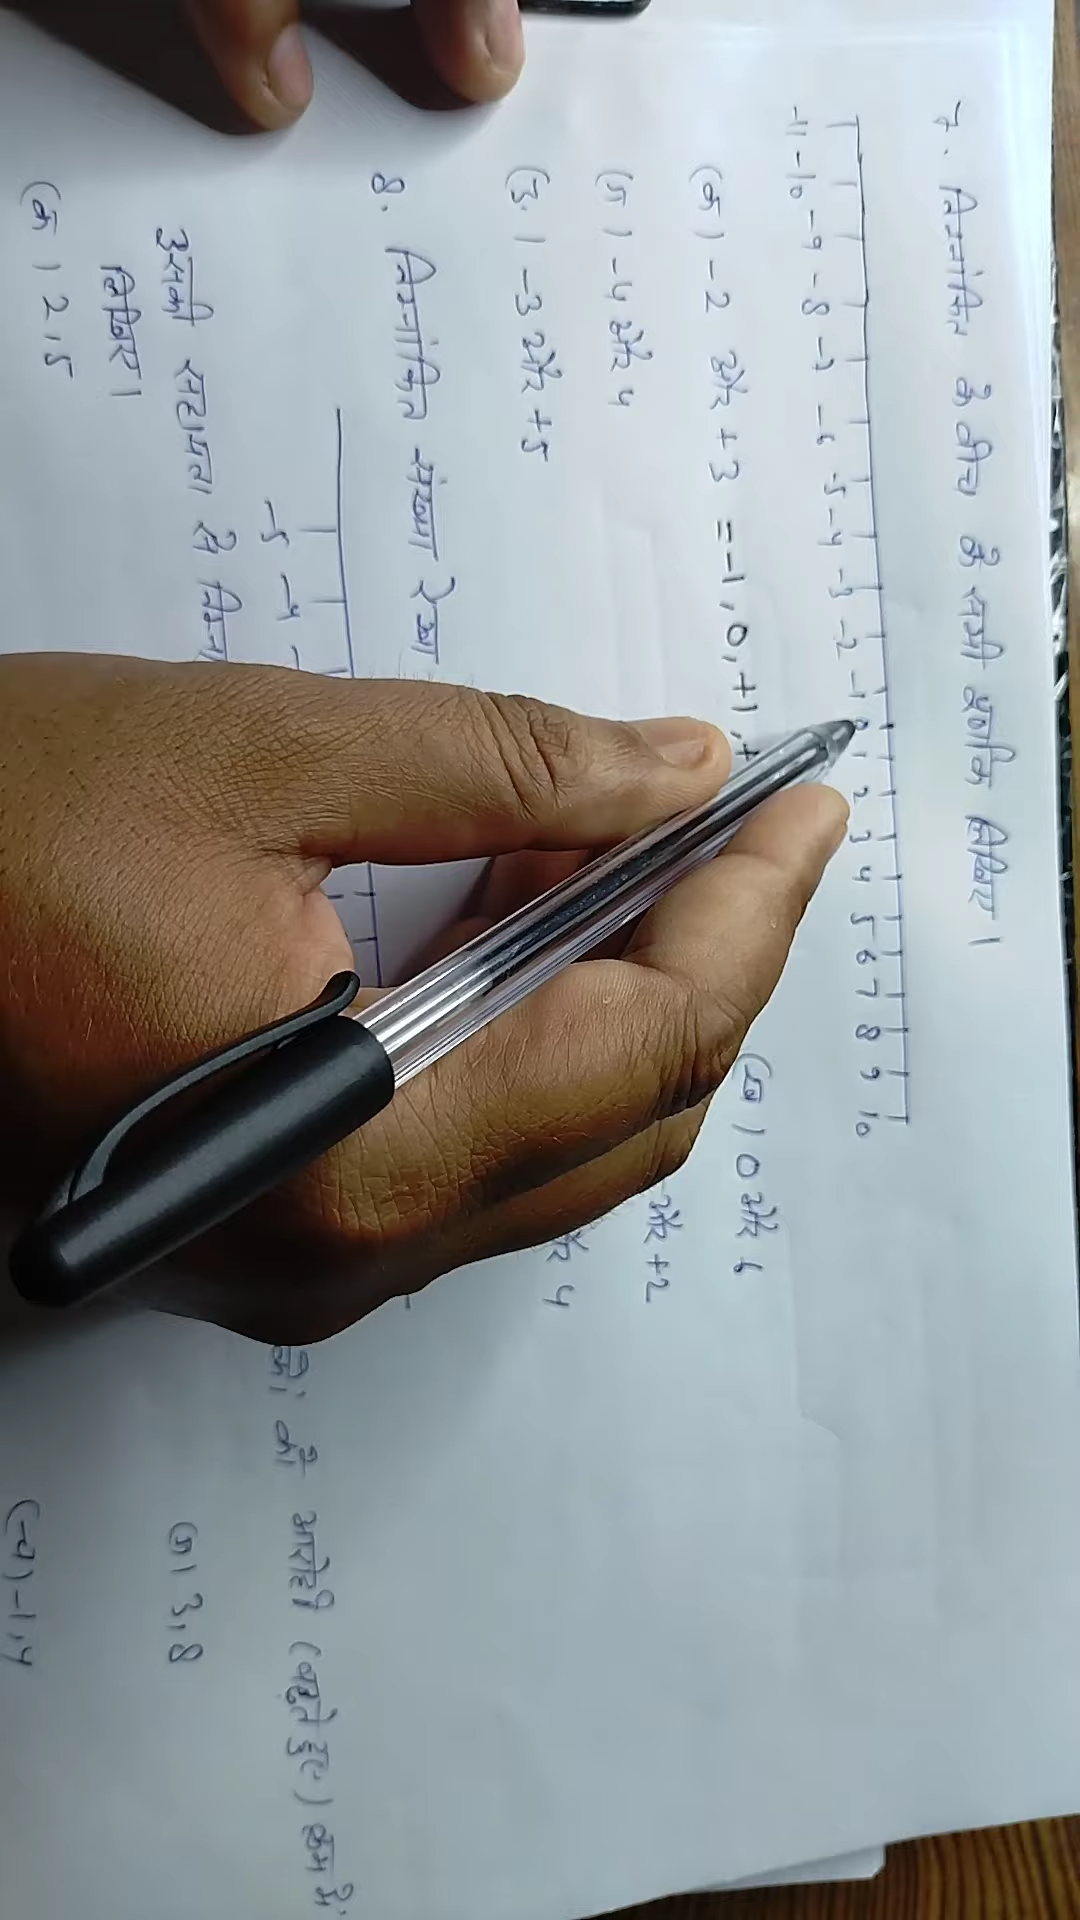 7. निम्नांकित के बीच के सभी पूर्णांक लिखिए।
-11 -10 -9 -8 -7 -6 -5 -4 -3 -2 -1 0 1 2 3 4 5 6 7 8 9 10
(क) -2 और +3 = -1, 0, +1, +
(ख) 0 और 6
(ग) -4 और 4
और +2
(ङ) -3 और +5
4
8. निम्नांकित संख्या रेखा
-5 -4
उसकी सहायता से
को आरोही (बढ़ते हुए) क्रम में
लिखिए।
(क) 2, 5
(ग) 3, 8
(च) -1, 4